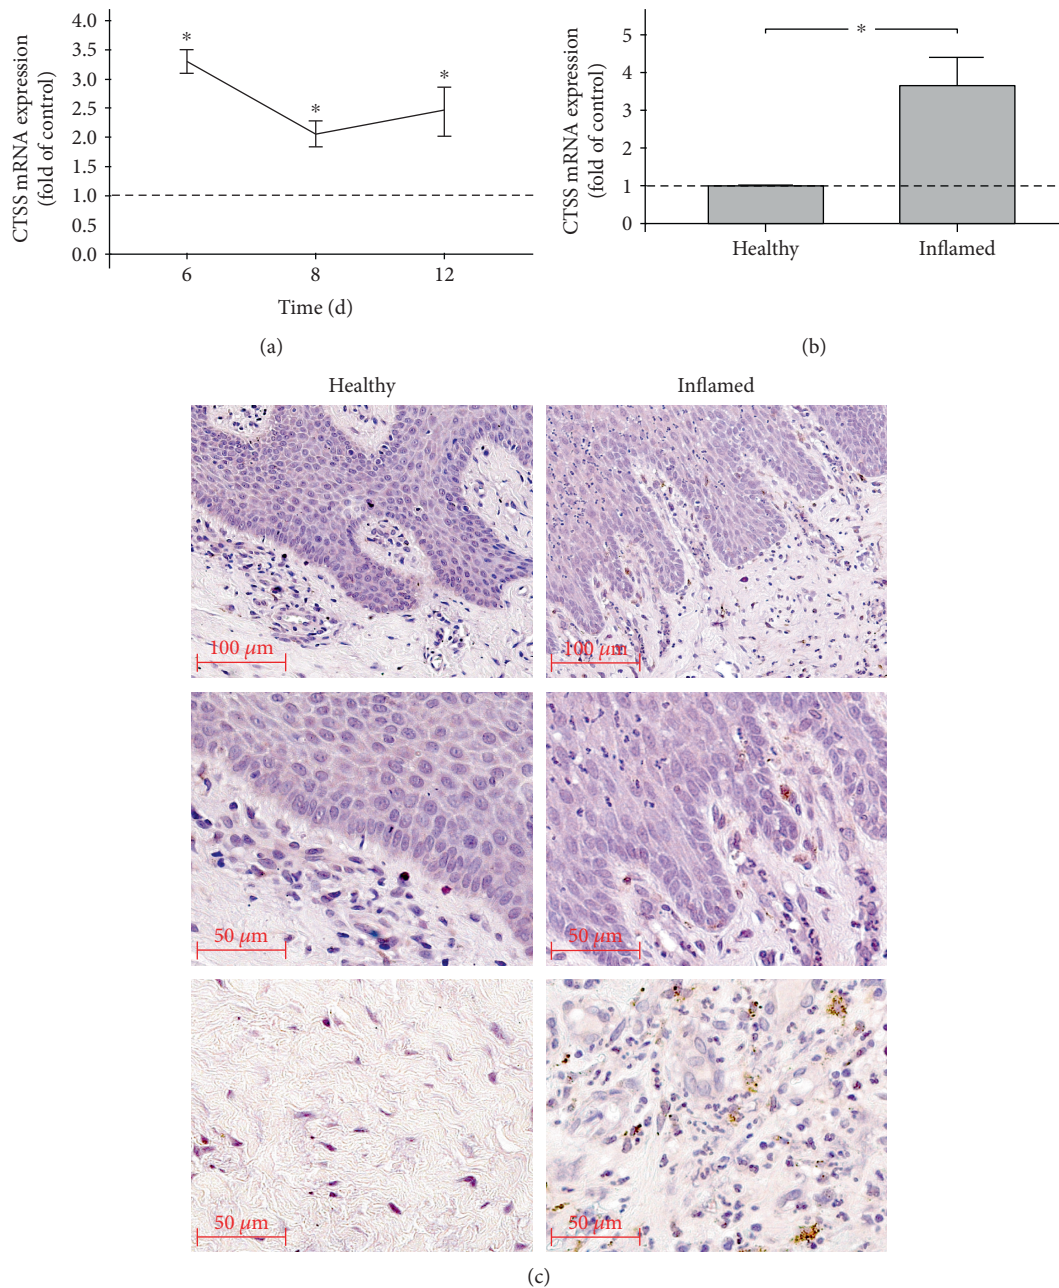 CTSS mRNA expression
(fold of control)
4.0
3.5
3.0
2.5
2.0
1.0
0.5
0.0
*
*
*
6
8
12
Time (d)
(a)
CTSS mRNA expression
(fold of control)
5
4
3
2
1
0
*
Healthy
Inflamed
(b)
Healthy
Inflamed
100 μm
100 μm
50 μm
50 μm
50 μm
50 μm
(c)